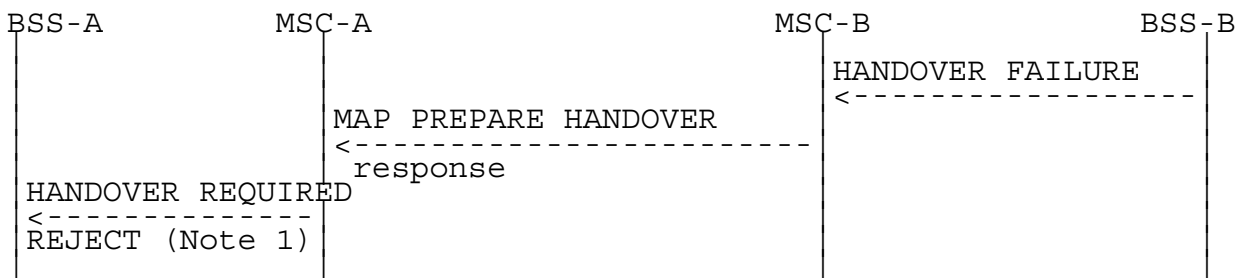 BSS-A MSC-A MSC-B BSS-B
HANDOVER FAILURE
MAP PREPARE HANDOVER
response
HANDOVER REQUIRED
REJECT (Note 1)